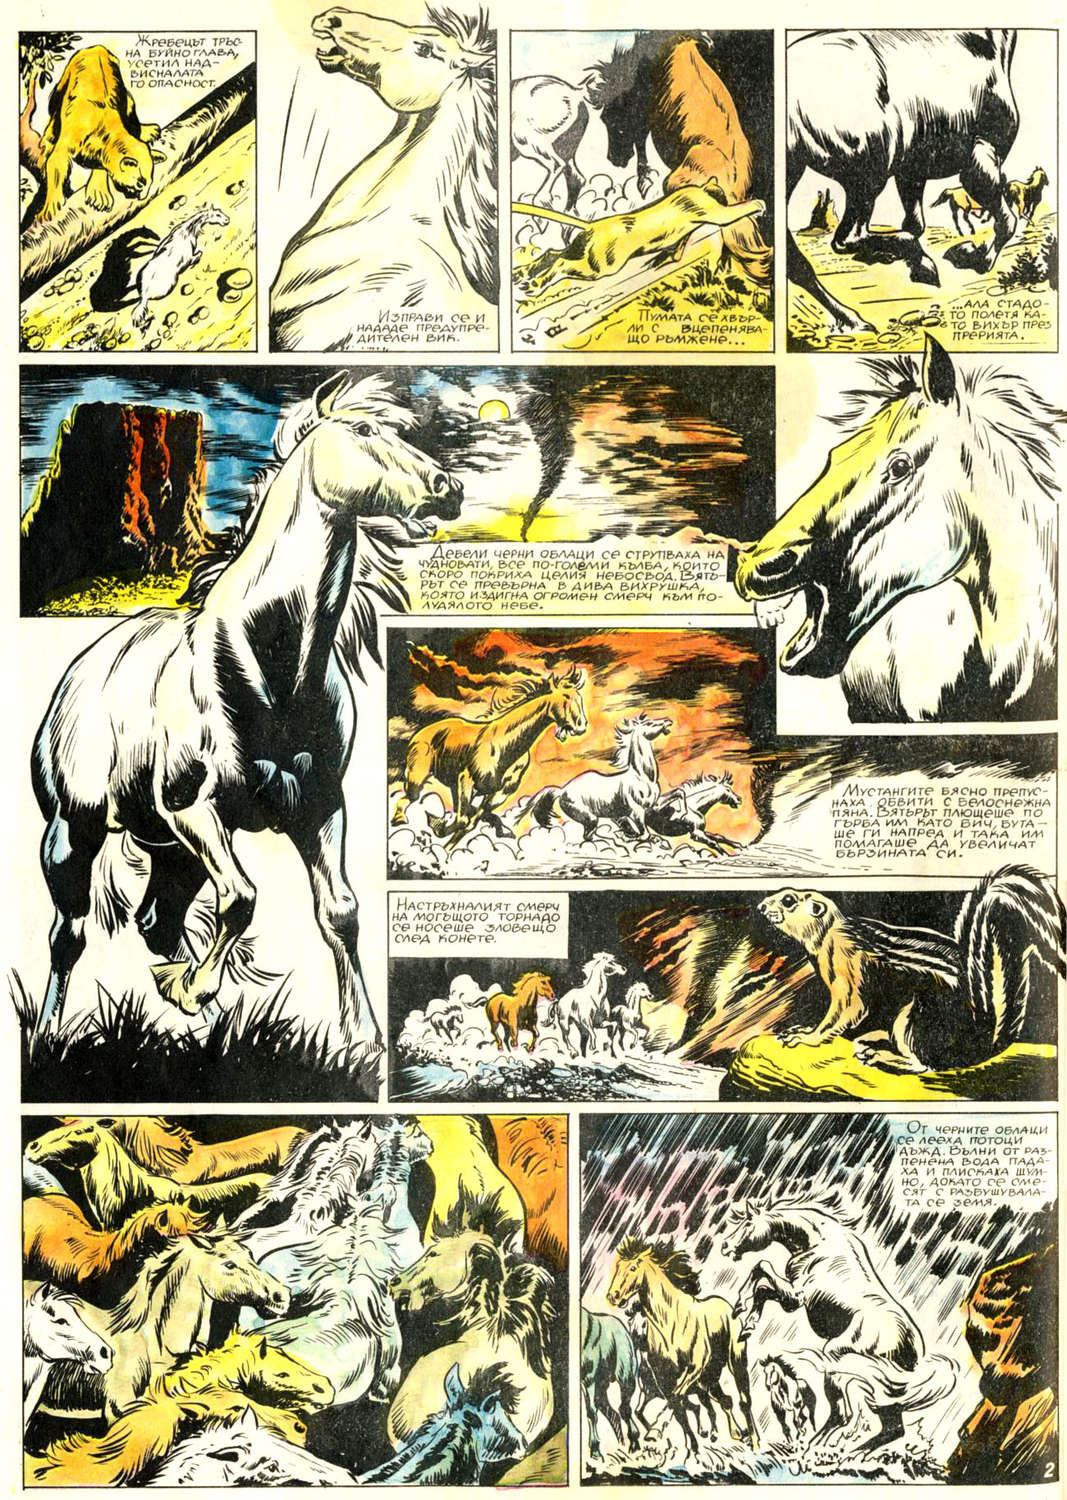 Жребецът тръс-
на буйно глава,
усетил над-
висналата
го опасност.
Изправи се и
нададе предупре-
дителен вик.
Пумата се хвър-
ли с вцепенява-
що ръмжене...
...ала стадо-
то полетя ка-
то вихър през
прерията.
Дебели черни облаци се струпваха на
чудновати, все по-големи кълба, които
скоро покриха целия небосвод. Вятъ-
рът се превърна в дива вихрушка,
която издигна огромен смерч към по-
лудялото небе.
Мустангите бясно препус-
наха, обвити с белоснежна
пяна. Вятърът плющеше по
гърба им като бич, бута-
ше ги напред и така им
помагаше да увеличат
бързината си.
Настръхналият смерч
на могъщото торнадо
се носеше зловещо
след конете.
От черните облаци
се лееха потоци
дъжд. Вълни от раз-
пенена вода пада-
ха и плискаха шум-
но, докато се сме-
сят с разбушувала-
та се земя.
2